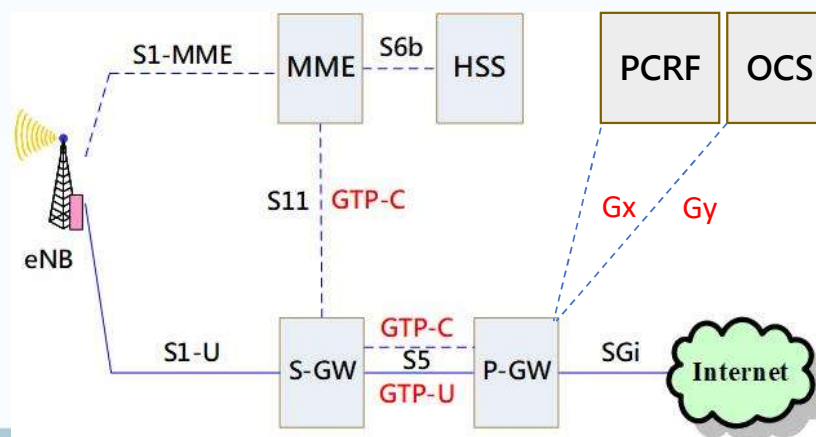 S1-MME
MME
S6b
HSS
PCRF
OCS
S11
GTP-C
Gx
Gy
eNB
S1-U
S-GW
GTP-C
S5
GTP-U
P-GW
SGi
Internet